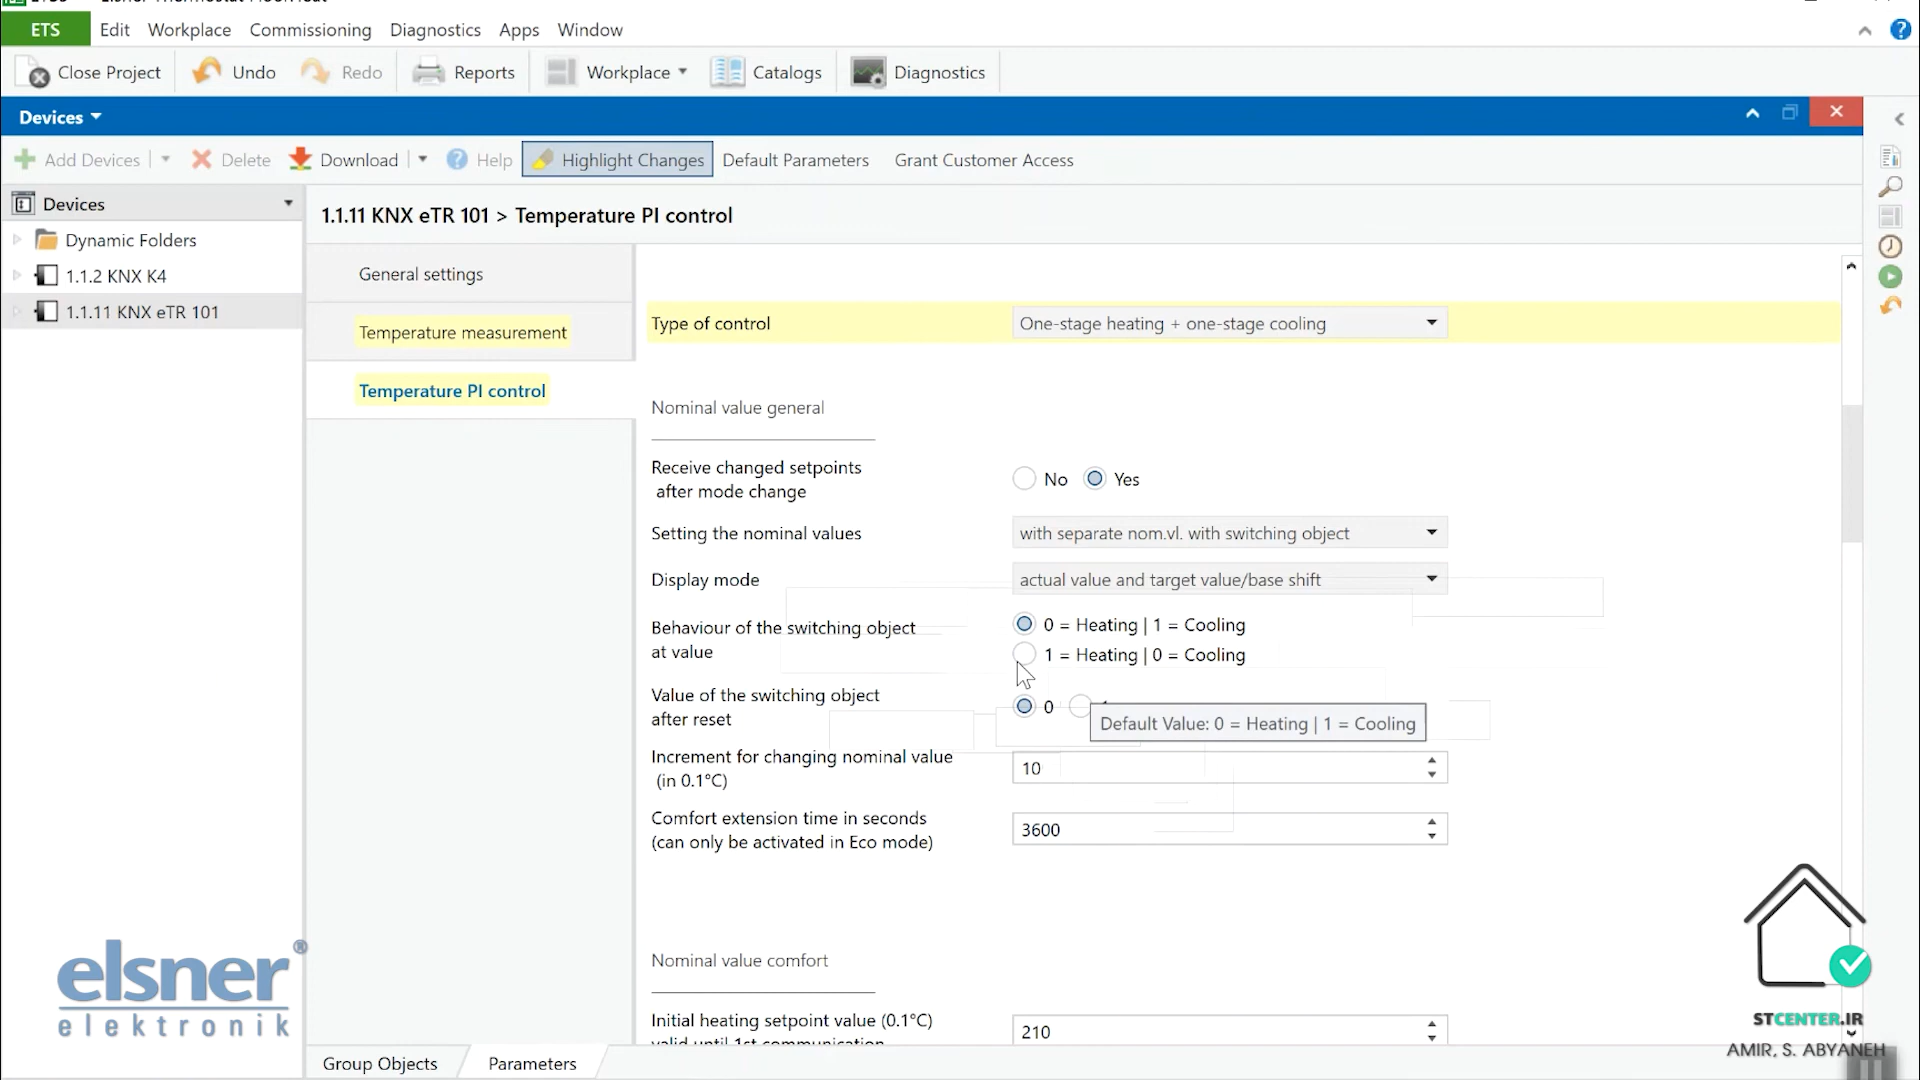 ETS Edit Workplace Commissioning Diagnostics Apps Window
Close Project Undo Redo Reports Workplace Catalogs Diagnostics
Devices
Add Devices Delete Download Help Highlight Changes Default Parameters Grant Customer Access
Devices
Dynamic Folders
1.1.2 KNX K4
1.1.11 KNX eTR 101
1.1.11 KNX eTR 101 > Temperature PI control
General settings
Temperature measurement
Temperature PI control
Type of control One-stage heating + one-stage cooling
Nominal value general
Receive changed setpoints
after mode change
No Yes
Setting the nominal values with separate nom.vl. with switching object
Display mode actual value and target value/base shift
Behaviour of the switching object
at value
0 = Heating | 1 = Cooling
1 = Heating | 0 = Cooling
Value of the switching object
after reset
0
Default Value: 0 = Heating | 1 = Cooling
Increment for changing nominal value
(in 0.1°C)
10
Comfort extension time in seconds
(can only be activated in Eco mode)
3600
Nominal value comfort
Initial heating setpoint value (0.1°C)
valid until 1st communication
210
Group Objects Parameters
elsner®
elektronik
STCENTER.IR
AMIR, S. ABYANEH